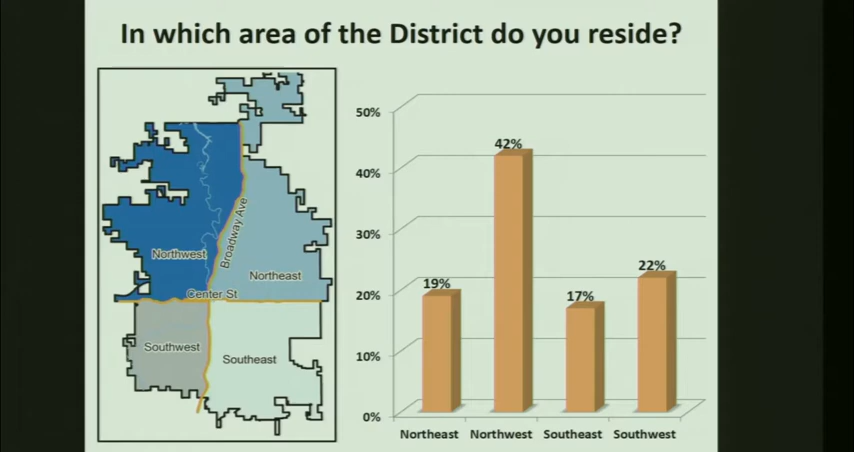 In which area of the District do you reside?
Northwest
Broadway Ave
Northeast
Center St
Southwest
Southeast
50%
40%
30%
20%
10%
0%
19%
42%
17%
22%
Northeast
Northwest
Southeast
Southwest